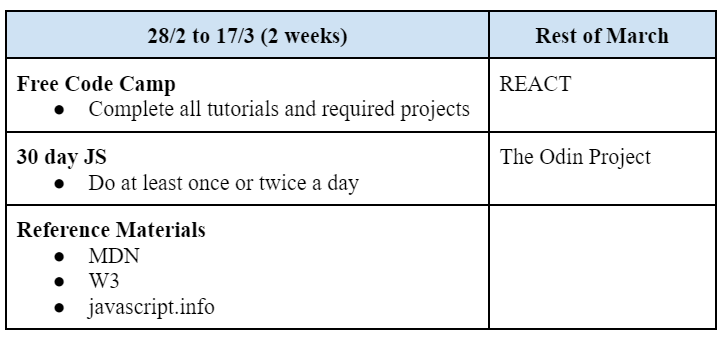 28/2 to 17/3 (2 weeks)
Rest of March
Free Code Camp
● Complete all tutorials and required projects
REACT
30 day JS
● Do at least once or twice a day
The Odin Project
Reference Materials
● MDN
● W3
● javascript.info